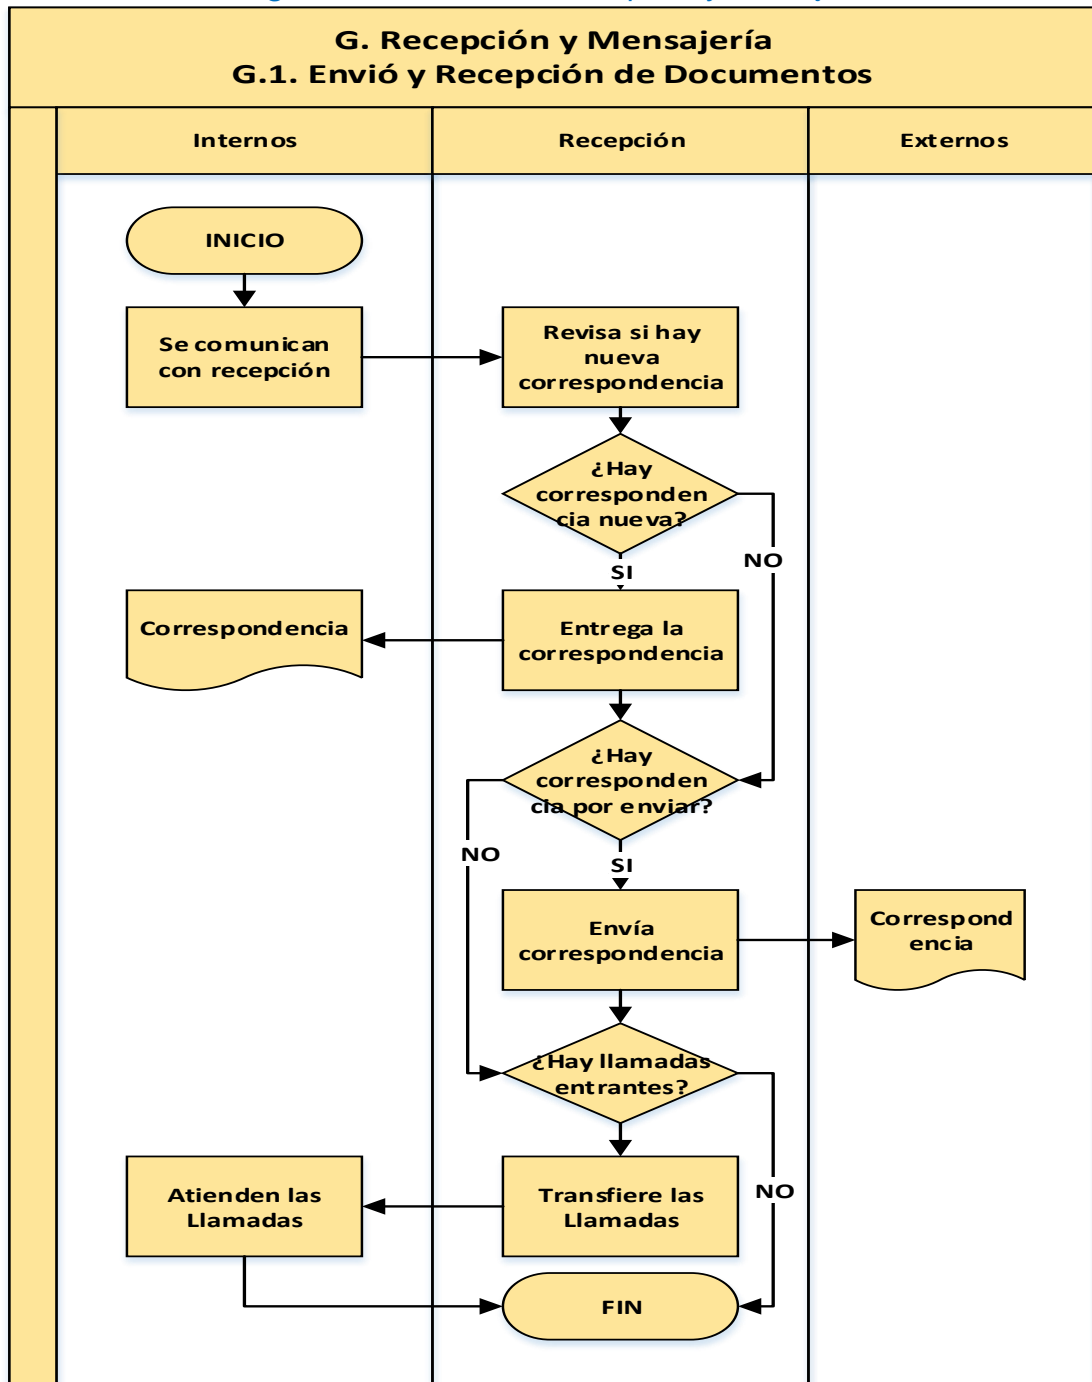 G. Recepción y Mensajería
G.1. Envió y Recepción de Documentos
Internos
Recepción
Externos
INICIO
Se comunican
con recepción
Revisa si hay
nueva
correspondencia
¿Hay
corresponden
cia nueva?
NO
SI
Correspondencia
Entrega la
correspondencia
¿Hay
corresponden
cia por enviar?
NO
SI
Envía
correspondencia
Correspond
encia
¿Hay llamadas
entrantes?
Atienden las
Llamadas
Transfiere las
Llamadas
NO
FIN